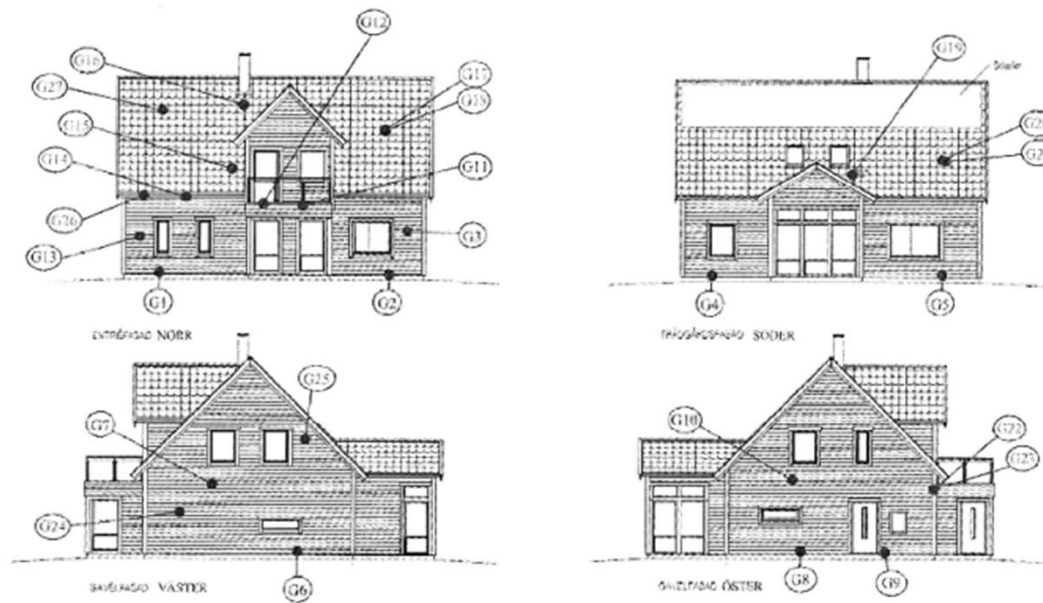 G12
G16
G17
G27
G18
G15
G14
G11
G26
G3
G13
G1
G2
ENTRÉFASAD NORR
G19
G4
G5
TRÄDGÅRDSFASAD SÖDER
G25
G7
G24
G6
GAVELFASAD VÄSTER
G10
G22
G23
G8
G9
GAVELFASAD ÖSTER